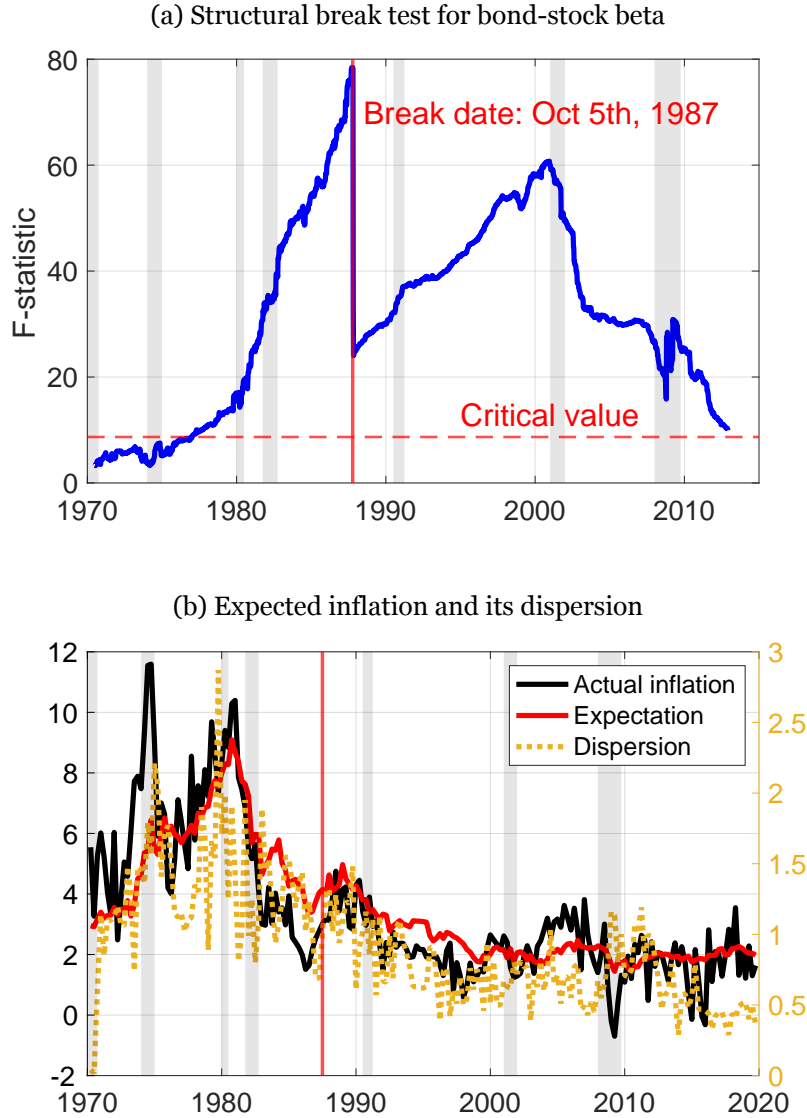 (a) Structural break test for bond-stock beta
80
60
40
20
0
F-statistic
Break date: Oct 5th, 1987
Critical value
1970 1980 1990 2000 2010
(b) Expected inflation and its dispersion
12
10
8
6
4
2
0
-2
Actual inflation
Expectation
Dispersion
3
2.5
2
1.5
1
0.5
0
1970 1980 1990 2000 2010 2020